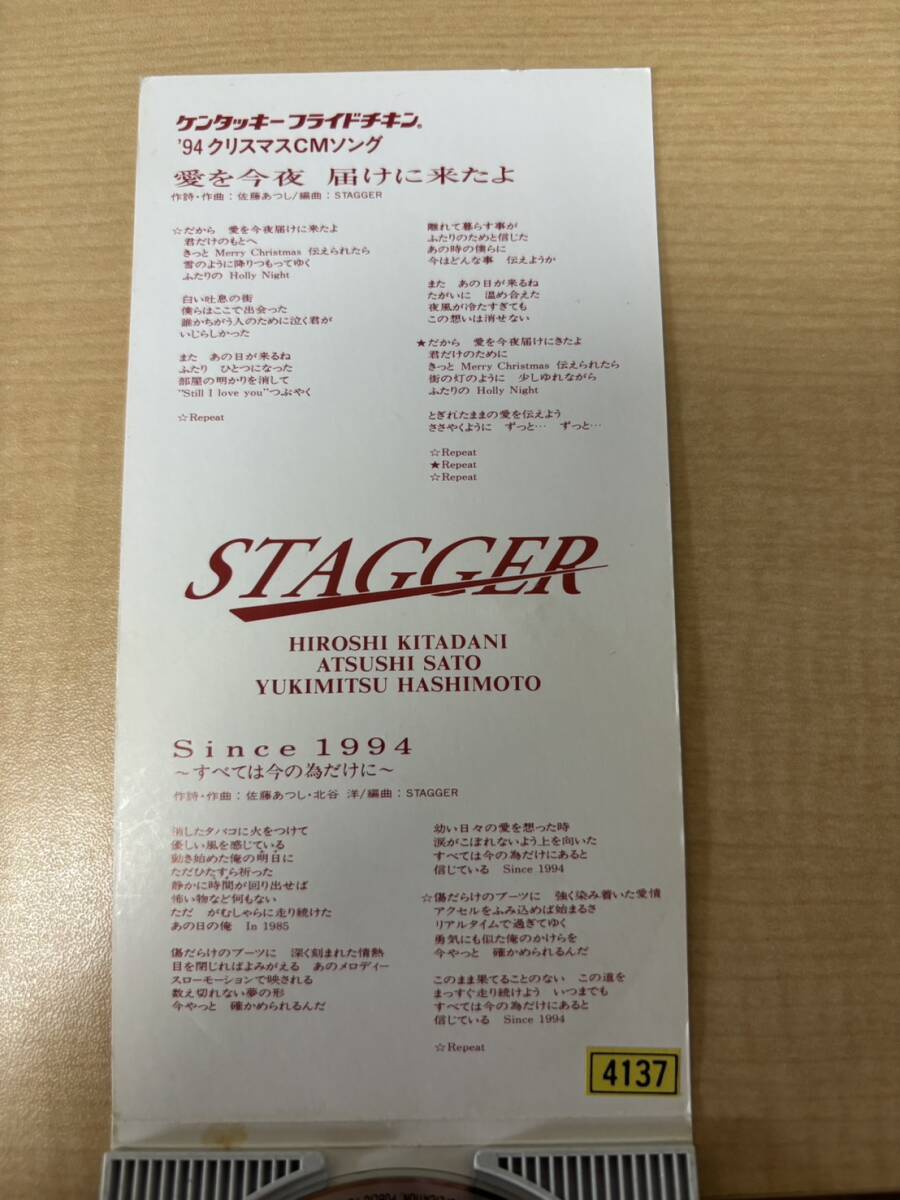 ケンタッキーフライドチキン®
'94 クリスマスCMソング
愛を今夜 届けに来たよ
作詩・作曲：佐藤あつし/編曲：STAGGER
☆だから 愛を今夜届けに来たよ
君だけのもとへ
きっと Merry Christmas 伝えられたら
雪のように降りつもってゆく
ふたりの Holly Night
白い吐息の街
僕らはここで出会った
誰かちがう人のために泣く君が
いじらしかった
また あの日が来るね
ふたり ひとつになった
部屋の明かりを消して
"Still I love you"つぶやく
☆Repeat
離れて暮らす事が
ふたりのためと信じた
あの時の僕らに
今はどんな事 伝えようか
また あの日が来るね
たがいに 温め合えた
夜風が冷たすぎても
この想いは消せない
★だから 愛を今夜届けにきたよ
君だけのために
きっと Merry Christmas 伝えられたら
街の灯のように 少しゆれながら
ふたりの Holly Night
とぎれたままの愛を伝えよう
ささやくように ずっと… ずっと…
☆Repeat
★Repeat
☆Repeat
STAGGER
HIROSHI KITADANI
ATSUSHI SATO
YUKIMITSU HASHIMOTO
Since 1994
〜すべては今の為だけに〜
作詩・作曲：佐藤あつし・北谷 洋/編曲：STAGGER
消したタバコに火をつけて
優しい風を感じている
動き始めた俺の明日に
ただひたすら祈った
静かに時間が回り出せば
怖い物など何もない
ただ がむしゃらに走り続けた
あの日の俺 In 1985
傷だらけのブーツに 深く刻まれた情熱
目を閉じればよみがえる あのメロディー
スローモーションで映される
数え切れない夢の形
今やっと 確かめられるんだ
幼い日々の愛を想った時
涙がこぼれないよう上を向いた
すべては今の為だけにあると
信じている Since 1994
☆傷だらけのブーツに 強く染み着いた愛情
アクセルをふみ込めば始まるさ
リアルタイムで過ぎてゆく
勇気にも似た俺のかけらを
今やっと 確かめられるんだ
このまま果てることのない この道を
まっすぐ走り続けよう いつまでも
すべては今の為だけにあると
信じている Since 1994
☆Repeat
4137